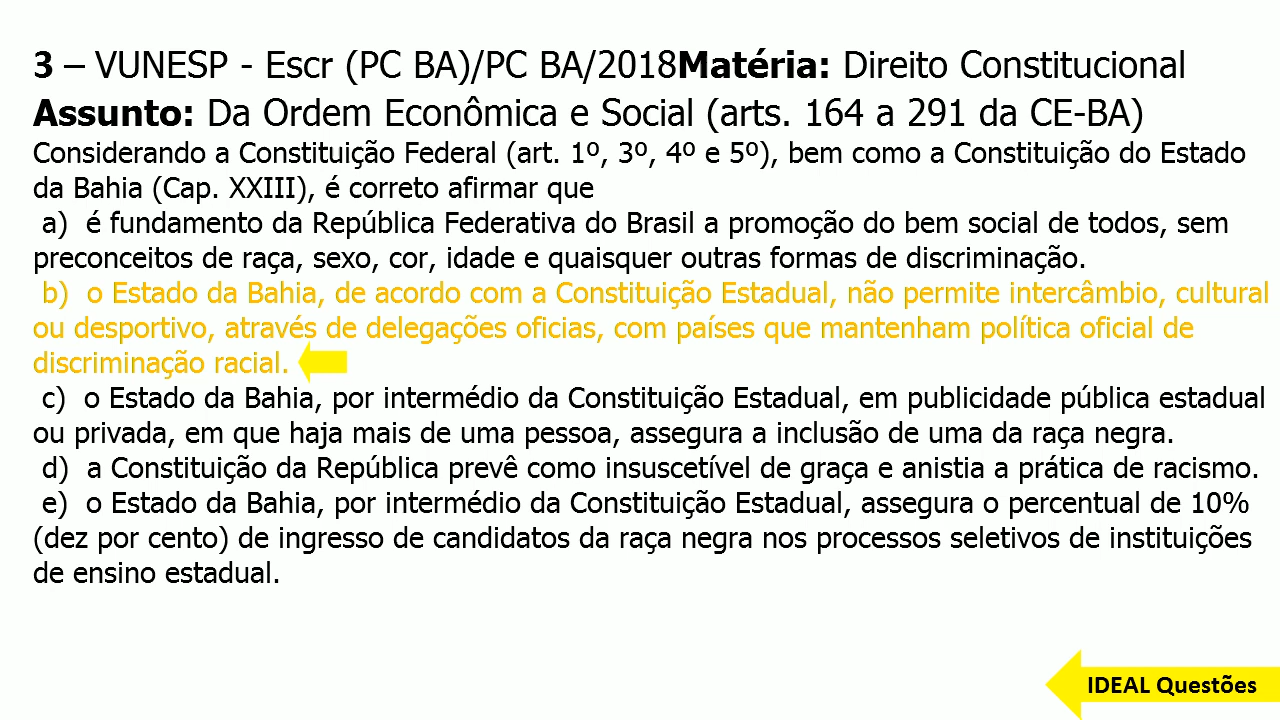 3 – VUNESP - Escr (PC BA)/PC BA/2018Matéria: Direito Constitucional
Assunto: Da Ordem Econômica e Social (arts. 164 a 291 da CE-BA)
Considerando a Constituição Federal (art. 1º, 3º, 4º e 5º), bem como a Constituição do Estado
da Bahia (Cap. XXIII), é correto afirmar que
a) é fundamento da República Federativa do Brasil a promoção do bem social de todos, sem
preconceitos de raça, sexo, cor, idade e quaisquer outras formas de discriminação.
b) o Estado da Bahia, de acordo com a Constituição Estadual, não permite intercâmbio, cultural
ou desportivo, através de delegações oficias, com países que mantenham política oficial de
discriminação racial.
c) o Estado da Bahia, por intermédio da Constituição Estadual, em publicidade pública estadual
ou privada, em que haja mais de uma pessoa, assegura a inclusão de uma da raça negra.
d) a Constituição da República prevê como insuscetível de graça e anistia a prática de racismo.
e) o Estado da Bahia, por intermédio da Constituição Estadual, assegura o percentual de 10%
(dez por cento) de ingresso de candidatos da raça negra nos processos seletivos de instituições
de ensino estadual.
IDEAL Questões